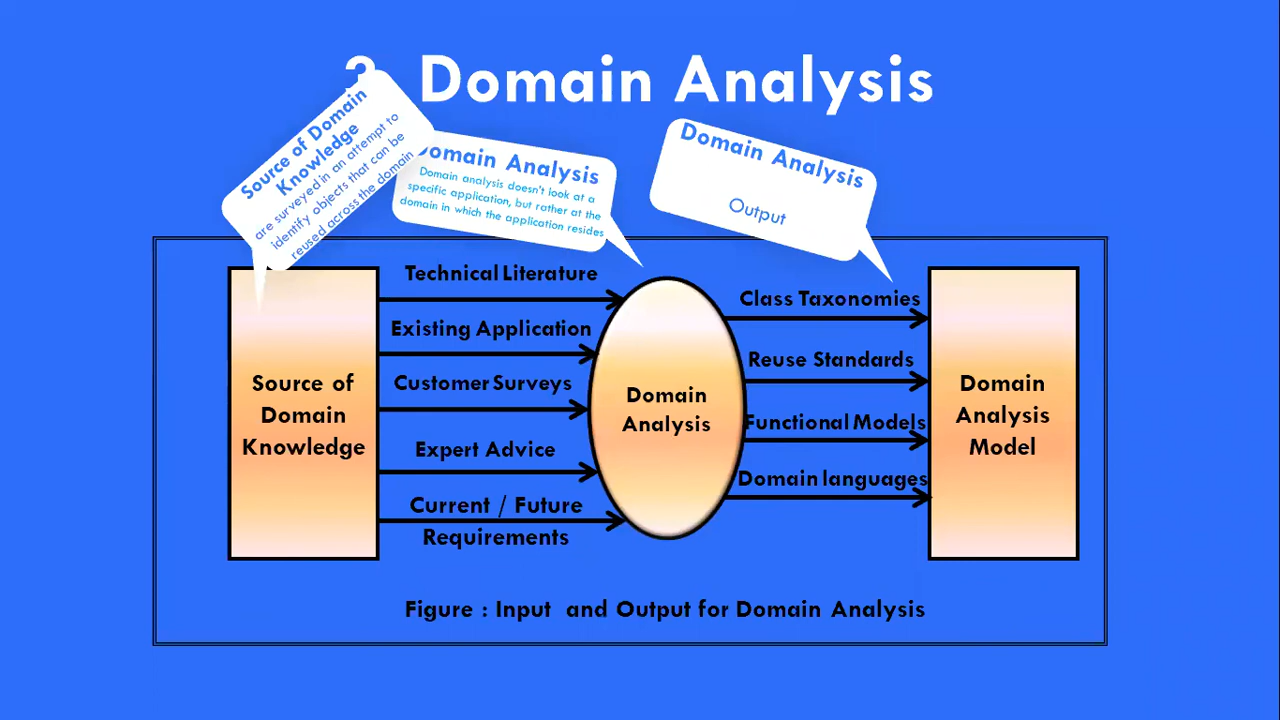 Domain Analysis
Source of Domain
Knowledge
are surveyed in an attempt to
identify objects that can be
reused across the domain
Domain Analysis
Domain analysis doesn't look at a
specific application, but rather at the
domain in which the application resides
Domain Analysis
Output
Source of
Domain
Knowledge
Technical Literature
Existing Application
Customer Surveys
Expert Advice
Current / Future
Requirements
Domain
Analysis
Class Taxonomies
Reuse Standards
Functional Models
Domain languages
Domain
Analysis
Model
Figure : Input and Output for Domain Analysis